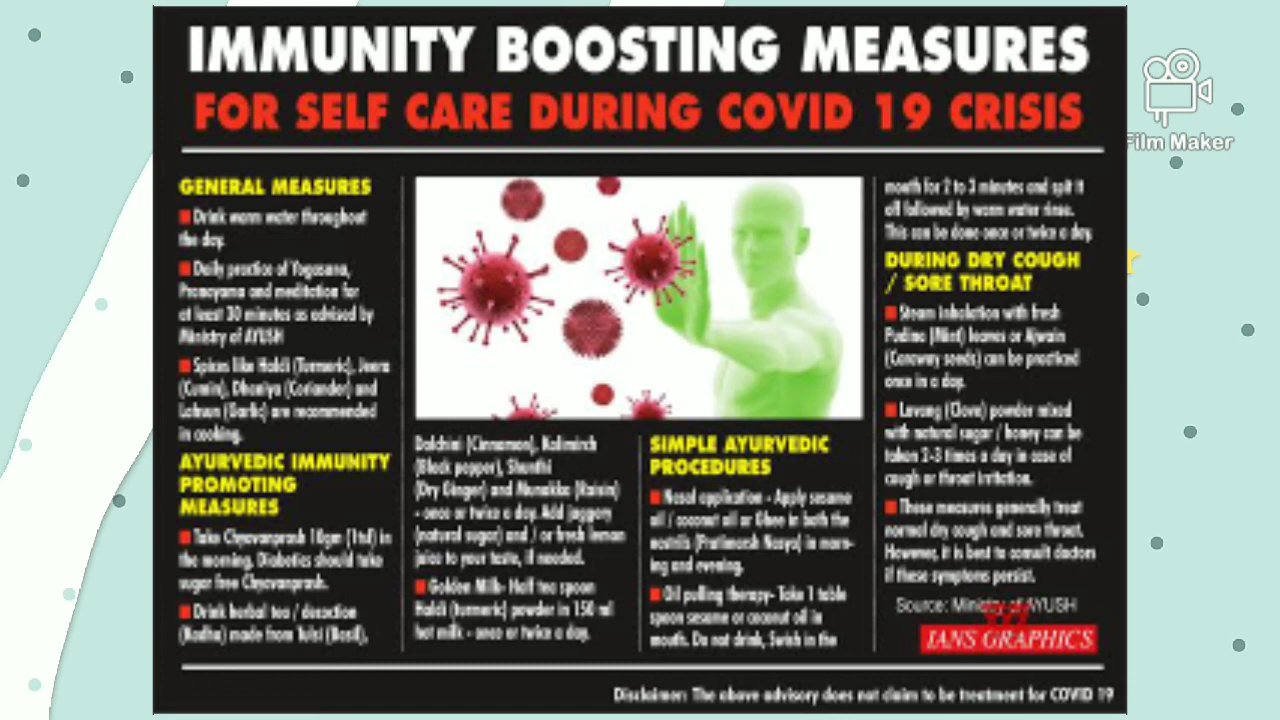 IMMUNITY BOOSTING MEASURES
FOR SELF CARE DURING COVID 19 CRISIS
Film Maker
GENERAL MEASURES
Drink warm water throughout
the day.
Daily practice of Yogasana,
Pranayama and meditation for
at least 30 minutes as advised by
Ministry of AYUSH
Spices like Haldi (Turmeric), Jeera
(Cumin), Dhaniya (Coriander) and
Lahsun (Garlic) are recommended
in cooking.
AYURVEDIC IMMUNITY
PROMOTING
MEASURES
Take Chyavanprash 10gm (1tsf) in
the morning. Diabetics should take
sugar free Chyavanprash.
Drink herbal tea / decoction
(Kadha) made from Tulsi (Basil),
Dalchini (Cinnamon), Kalimirch
(Black pepper), Shunthi
(Dry Ginger) and Munakka (Raisin)
- once or twice a day. Add jaggery
(natural sugar) and / or fresh lemon
juice to your taste, if needed.
Golden Milk- Half tea spoon
Haldi (turmeric) powder in 150 ml
hot milk - once or twice a day.
SIMPLE AYURVEDIC
PROCEDURES
Nasal application - Apply sesame
oil / coconut oil or Ghee in both the
nostrils (Pratimarsh Nasya) in morn-
ing and evening.
Oil pulling therapy- Take 1 table
spoon sesame or coconut oil in
mouth. Do not drink, Swish in the
mouth for 2 to 3 minutes and spit it
off followed by warm water rinse.
This can be done once or twice a day.
DURING DRY COUGH
/ SORE THROAT
Steam inhalation with fresh
Pudina (Mint) leaves or Ajwain
(Caraway seeds) can be practiced
once in a day.
Lavang (Clove) powder mixed
with natural sugar / honey can be
taken 2-3 times a day in case of
cough or throat irritation.
These measures generally treat
normal dry cough and sore throat.
However, it is best to consult doctors
if these symptoms persist.
Source: Ministry of AYUSH
IANS GRAPHICS
Disclaimer: The above advisory does not claim to be treatment for COVID 19